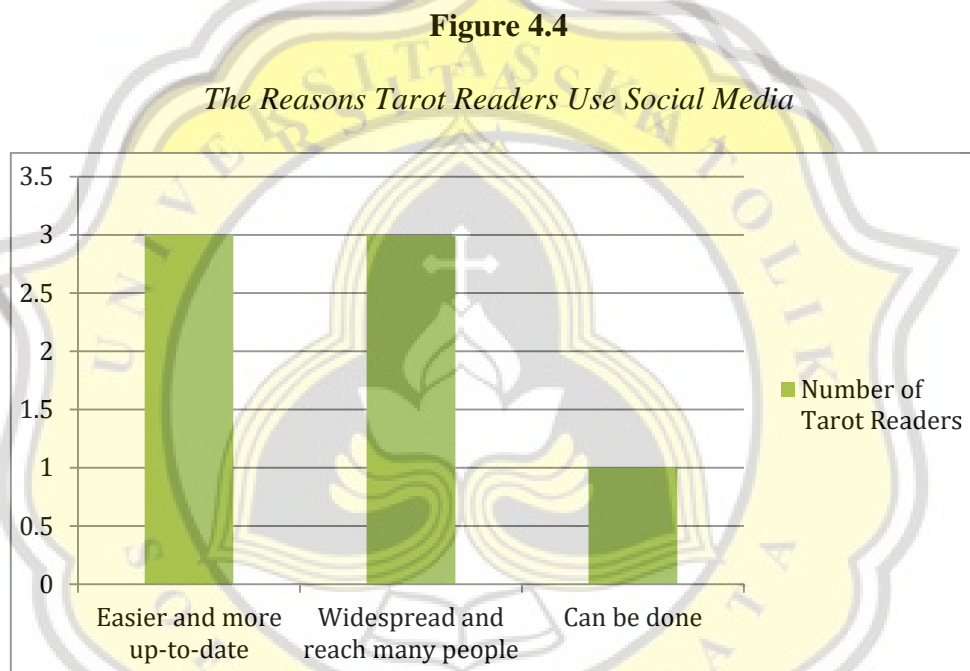 Figure 4.4
The Reasons Tarot Readers Use Social Media
3.5
3
2.5
2
1.5
1
0.5
0
Easier and more
up-to-date
Widespread and
reach many people
Can be done
Number of
Tarot Readers
UNIVERSITAS KATOLIK